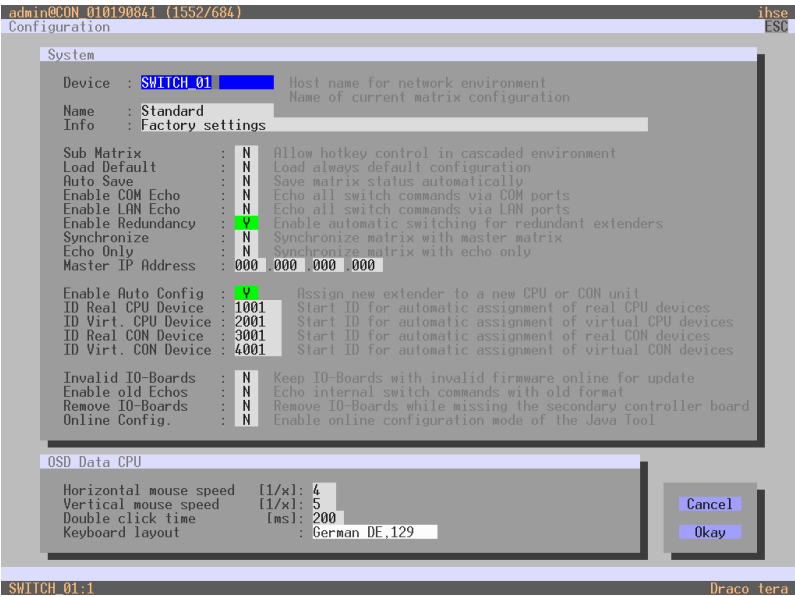 admin@CON_010190841 (1552/684) ihse
Configuration ESC
System
Device : SWITCH_01 Host name for network environment
Name of current matrix configuration
Name : Standard
Info : Factory settings
Sub Matrix : N Allow hotkey control in cascaded environment
Load Default : N Load always default configuration
Auto Save : N Save matrix status automatically
Enable COM Echo : N Echo all switch commands via COM ports
Enable LAN Echo : N Echo all switch commands via LAN ports
Enable Redundancy : Y Enable automatic switching for redundant extenders
Synchronize : N Synchronize matrix with master matrix
Echo Only : N Synchronize matrix with echo only
Master IP Address : 000 .000 .000 .000
Enable Auto Config : Y Assign new extender to a new CPU or CON unit
ID Real CPU Device : 1001 Start ID for automatic assignment of real CPU devices
ID Virt. CPU Device : 2001 Start ID for automatic assignment of virtual CPU devices
ID Real CON Device : 3001 Start ID for automatic assignment of real CON devices
ID Virt. CON Device : 4001 Start ID for automatic assignment of virtual CON devices
Invalid IO-Boards : N Keep IO-Boards with invalid firmware online for update
Enable old Echos : N Echo internal switch commands with old format
Remove IO-Boards : N Remove IO-Boards while missing the secondary controller board
Online Config. : N Enable online configuration mode of the Java Tool
OSD Data CPU
Horizontal mouse speed [1/x]: 4
Vertical mouse speed [1/x]: 5
Double click time [ms]: 200
Keyboard layout : German DE,129
Cancel
Okay
SWITCH_01:1 Draco tera